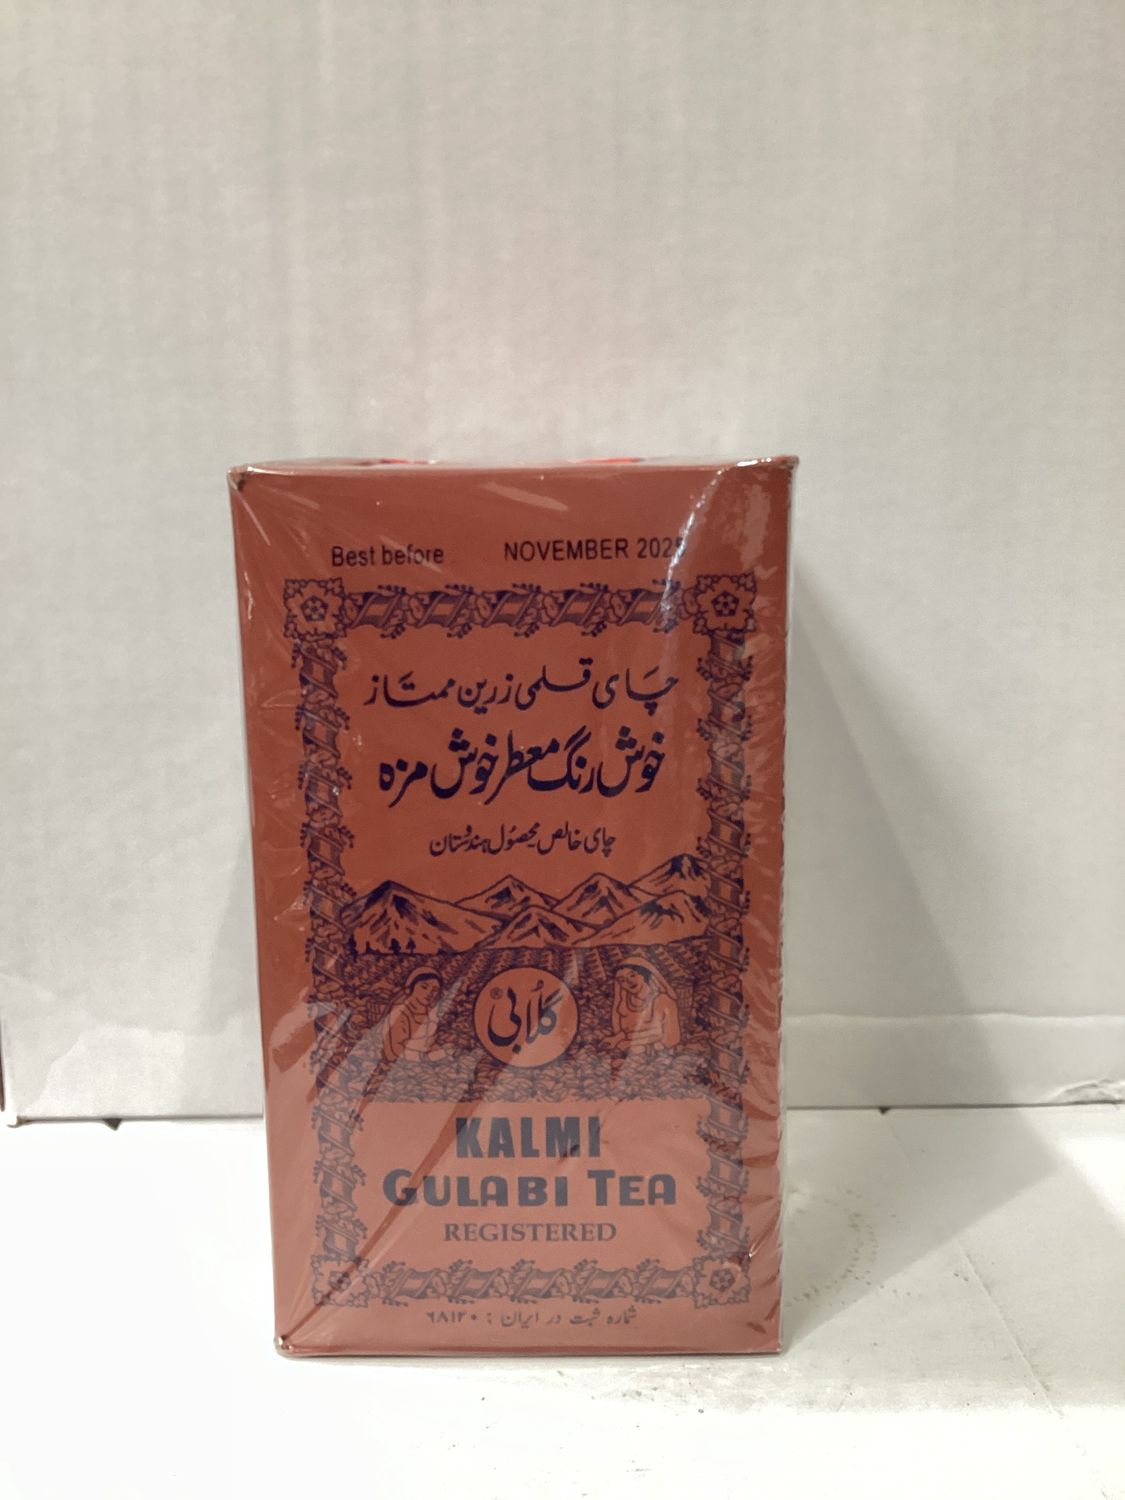 Best before NOVEMBER 2025
چای قلمی زرین ممتاز
خوش رنگ معطر خوش مزه
چای خالص محصول هندوستان
گلابی®
KALMI
GULABI TEA
REGISTERED
شماره ثبت در ایران : ۶۸۱۳۰